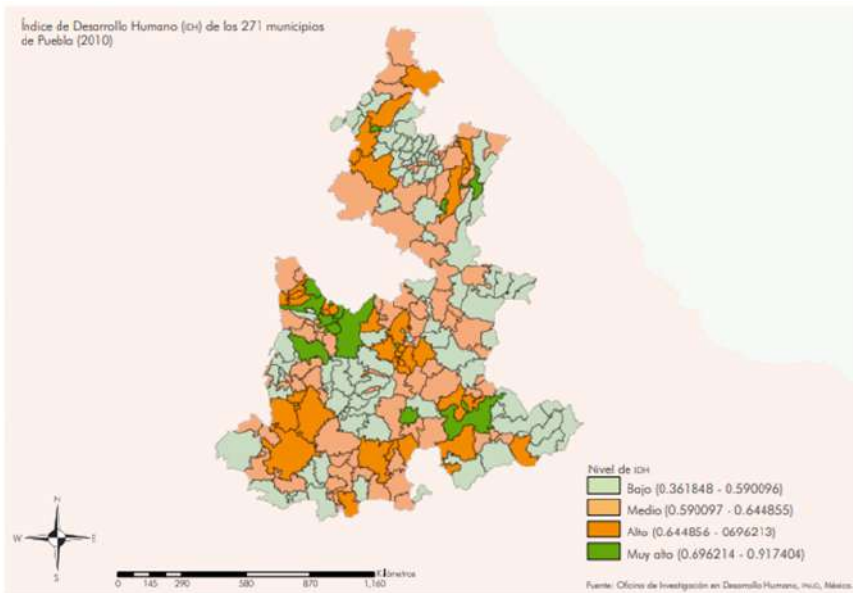 Índice de Desarrollo Humano (IDH) de los 271 municipios
de Puebla (2010)
Nivel de IDH
Bajo (0.361848 - 0.590096)
Medio (0.590097 - 0.644855)
Alto (0.644856 - 0696213)
Muy alto (0.696214 - 0.917404)
N
W E
S
Kilómetros
0 145 290 580 870 1,160
Fuente: Oficina de Investigación en Desarrollo Humano, PNUD, México.